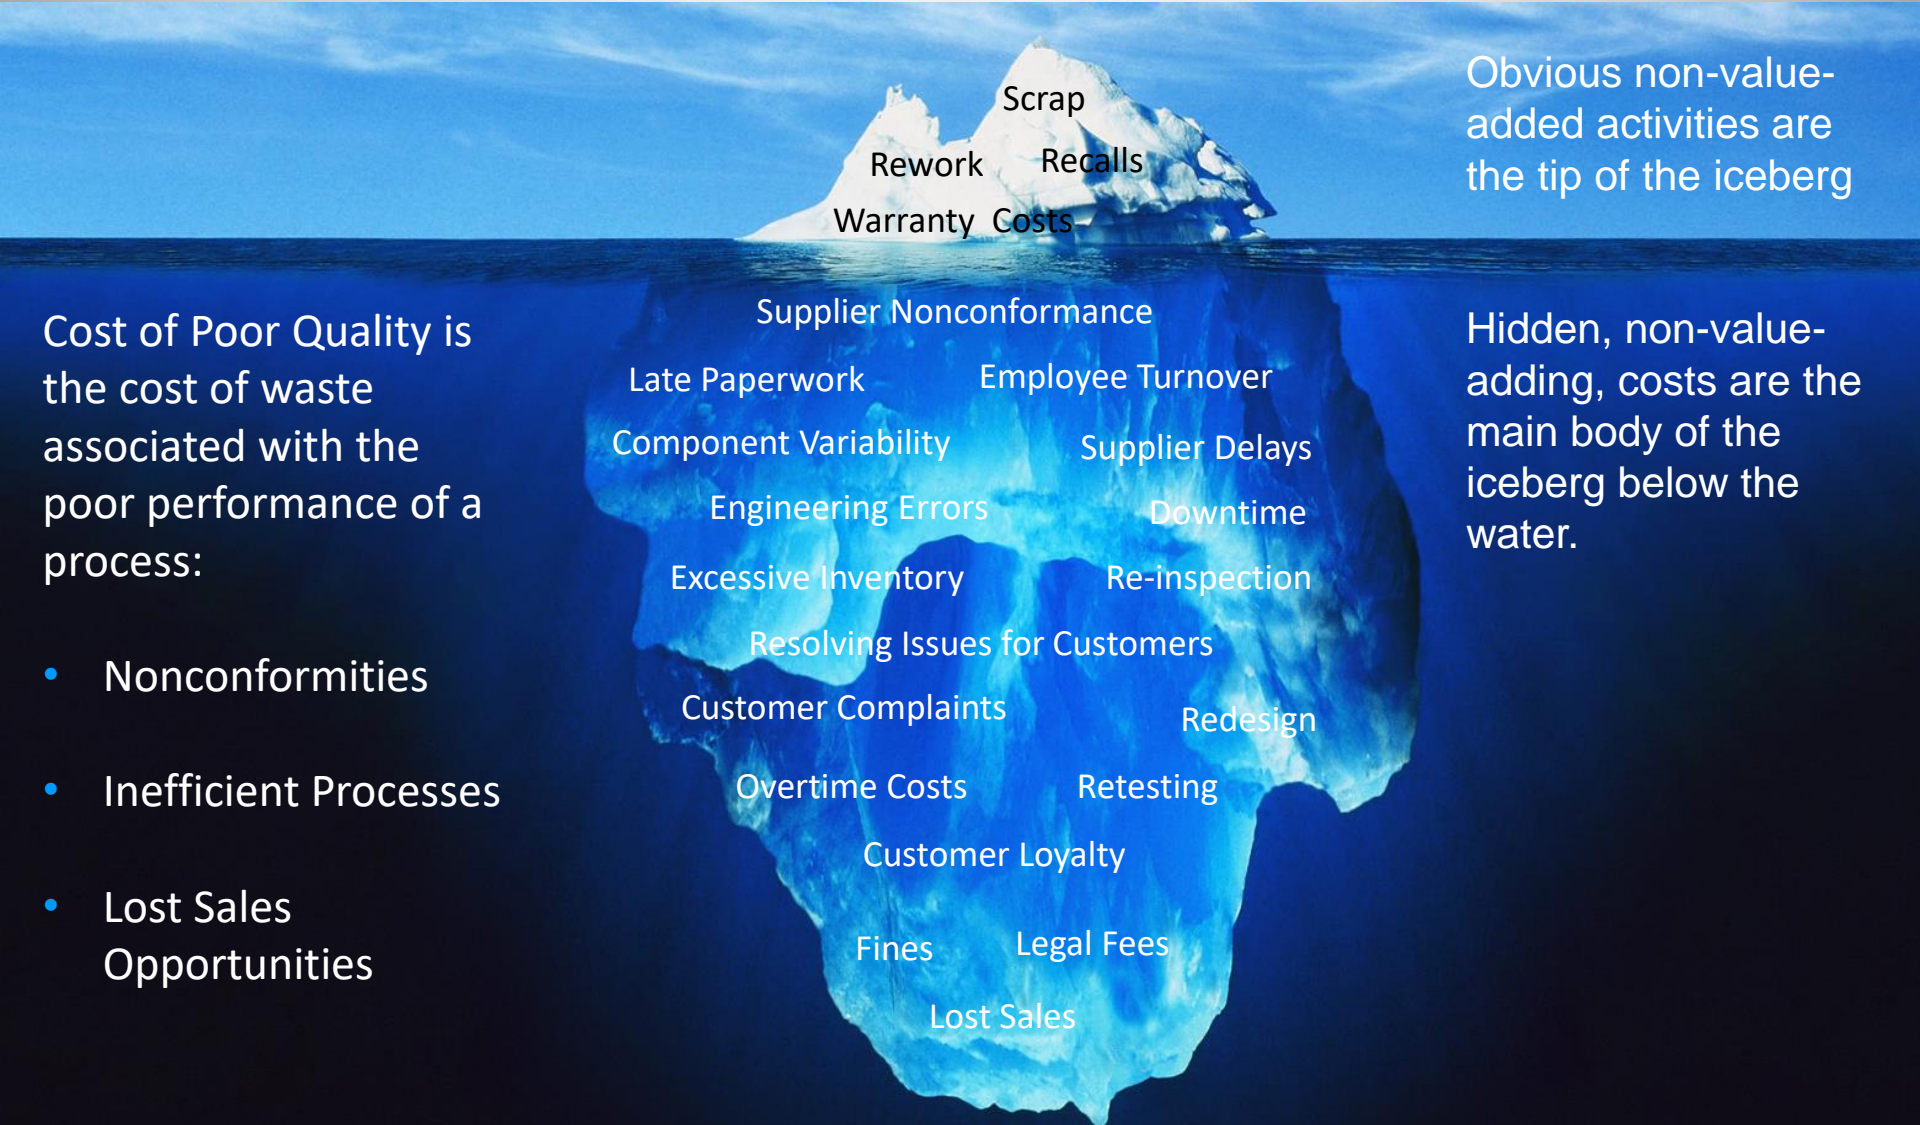 Scrap
Rework Recalls
Warranty Costs
Obvious non-value-
added activities are
the tip of the iceberg
Cost of Poor Quality is
the cost of waste
associated with the
poor performance of a
process:
• Nonconformities
• Inefficient Processes
• Lost Sales
Opportunities
Supplier Nonconformance
Late Paperwork Employee Turnover
Component Variability Supplier Delays
Engineering Errors Downtime
Excessive Inventory Re-inspection
Resolving Issues for Customers
Customer Complaints Redesign
Overtime Costs Retesting
Customer Loyalty
Fines Legal Fees
Lost Sales
Hidden, non-value-
adding, costs are the
main body of the
iceberg below the
water.